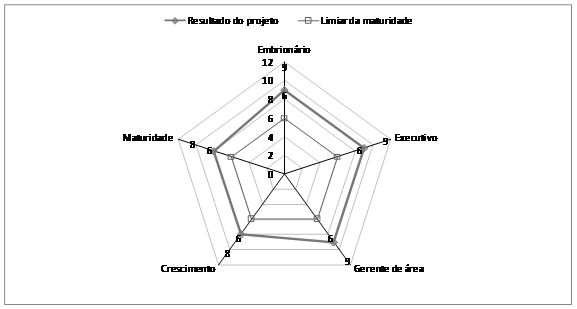 Resultado do projeto Limiar da maturidade
Embrionário
12
9
10
8
6
6
4
2
0
Maturidade
8
6
Executivo
9
6
Crescimento
6
8
Gerente de área
6
9